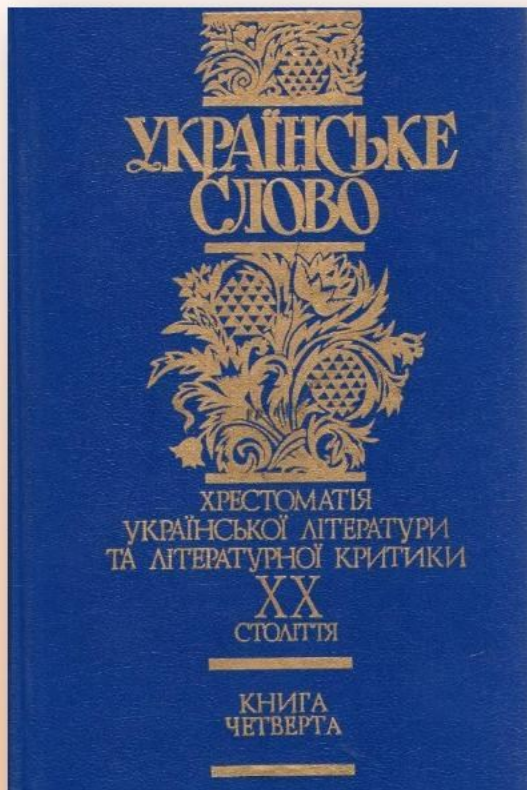 УКРАЇНСЬКЕ
СЛОВО
ХРЕСТОМАТІЯ
УКРАЇНСЬКОЇ ЛІТЕРАТУРИ
ТА ЛІТЕРАТУРНОЇ КРИТИКИ
XX
СТОЛІТТЯ
КНИГА
ЧЕТВЕРТА